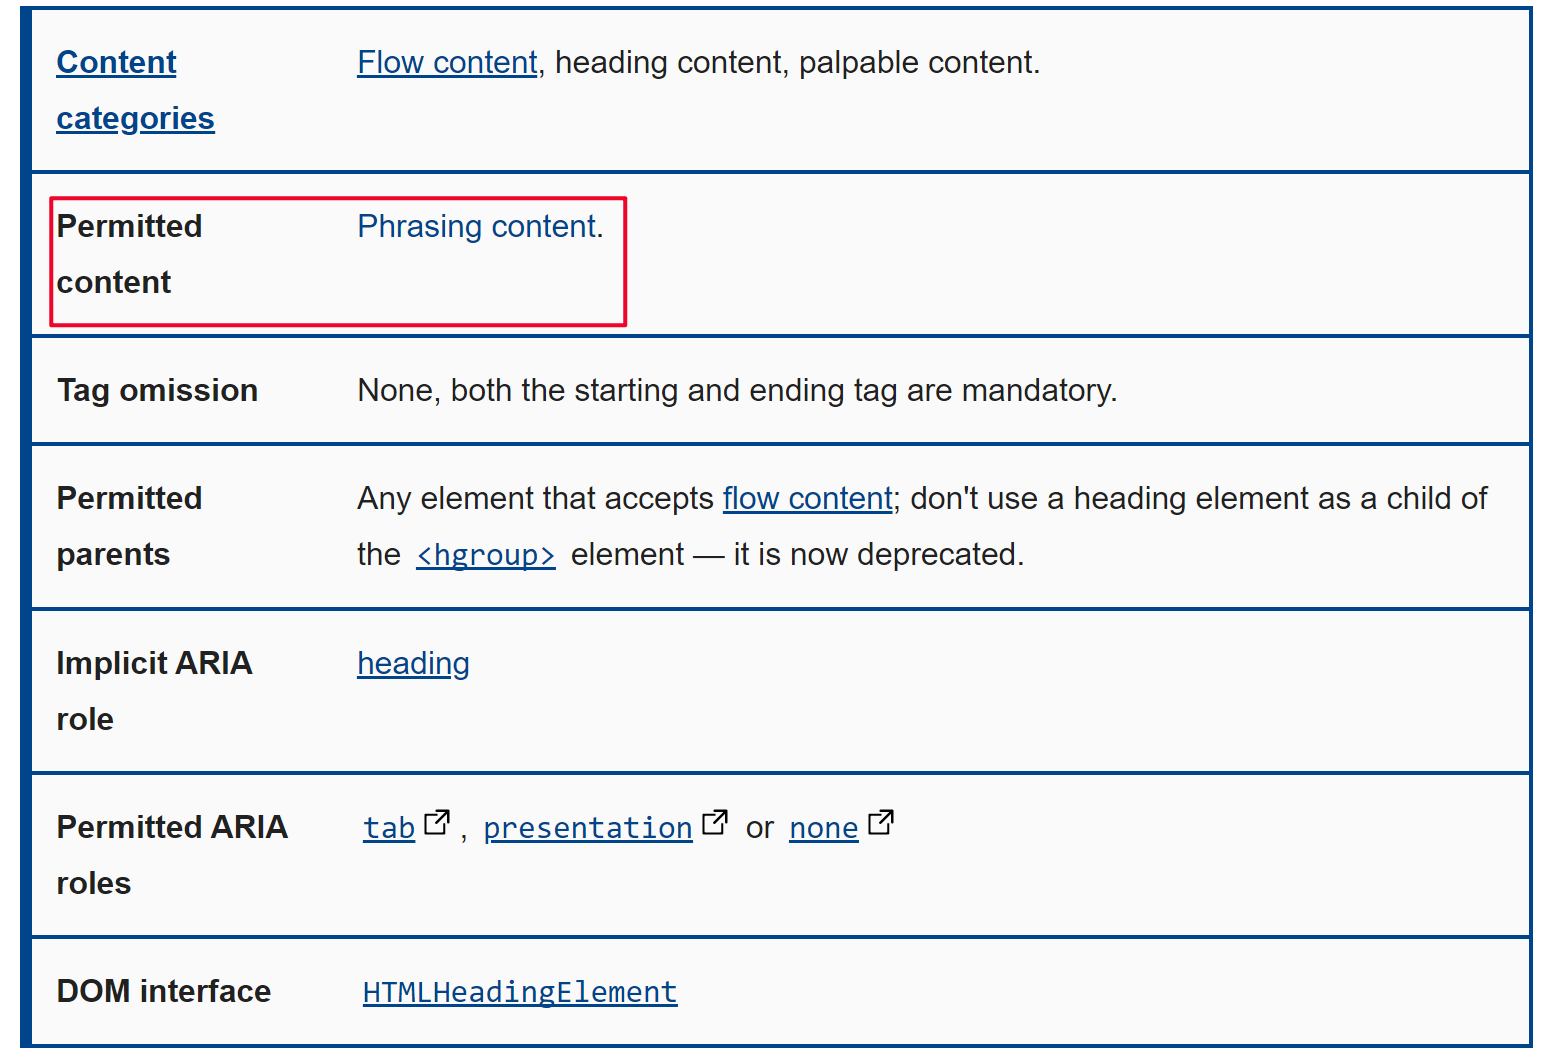 Content Flow content, heading content, palpable content.
categories
Permitted Phrasing content.
content
Tag omission None, both the starting and ending tag are mandatory.
Permitted Any element that accepts flow content; don't use a heading element as a child of
parents the <hgroup> element — it is now deprecated.
Implicit ARIA heading
role
Permitted ARIA tab , presentation or none
roles
DOM interface HTMLHeadingElement